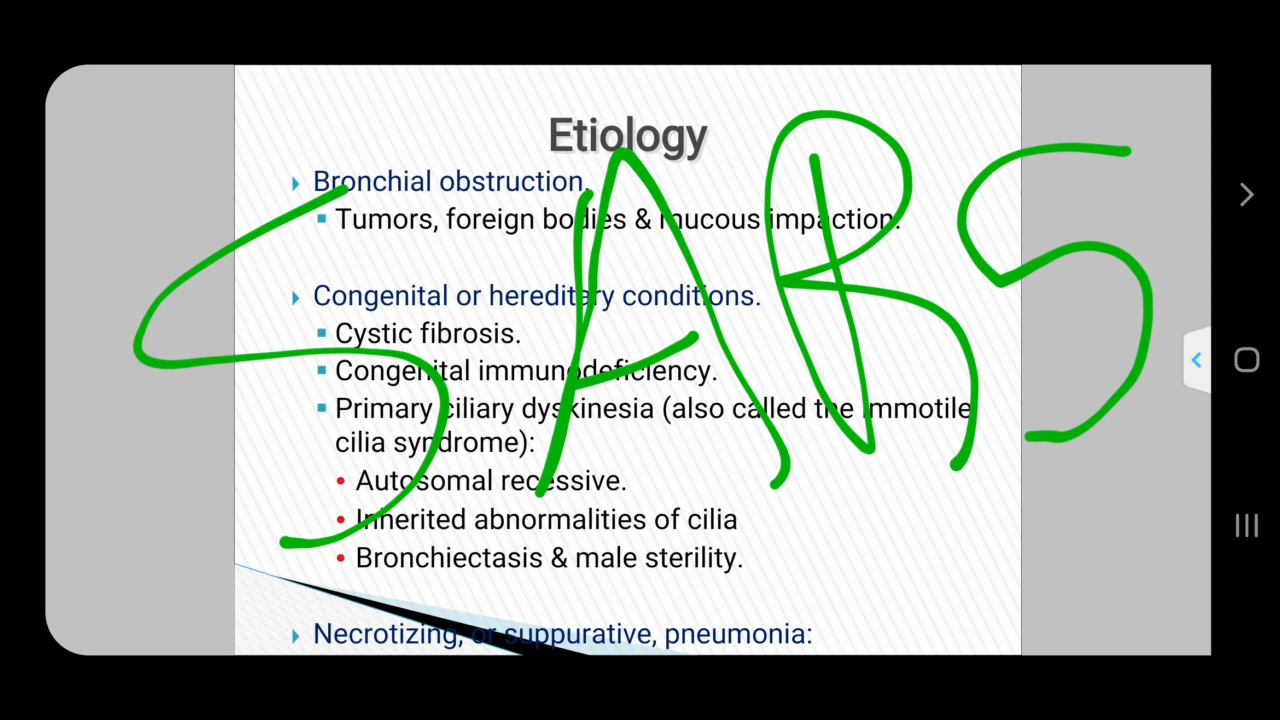 Etiology
Bronchial obstruction.
Tumors, foreign bodies & mucous impaction.
Congenital or hereditary conditions.
Cystic fibrosis.
Congenital immunodeficiency.
Primary ciliary dyskinesia (also called the immotile
cilia syndrome):
Autosomal recessive.
Inherited abnormalities of cilia
Bronchiectasis & male sterility.
Necrotizing, or suppurative, pneumonia:
SARS